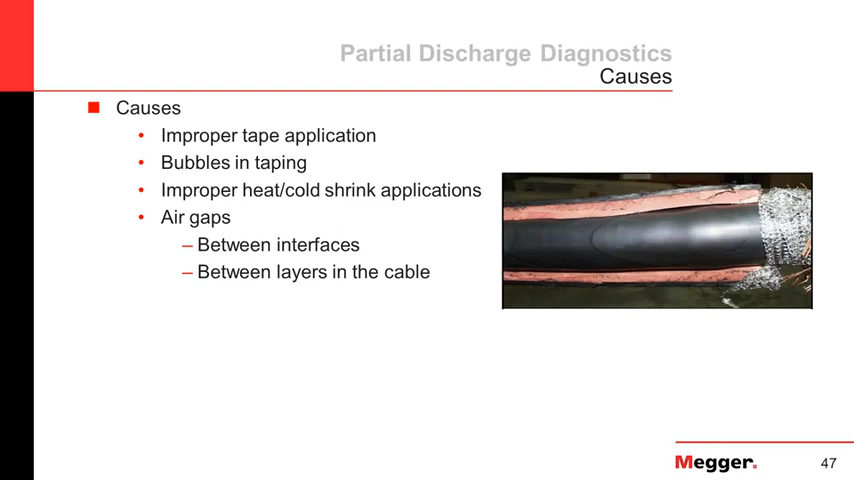 Partial Discharge Diagnostics
Causes
Causes
Improper tape application
Bubbles in taping
Improper heat/cold shrink applications
Air gaps
– Between interfaces
– Between layers in the cable
Megger.
47